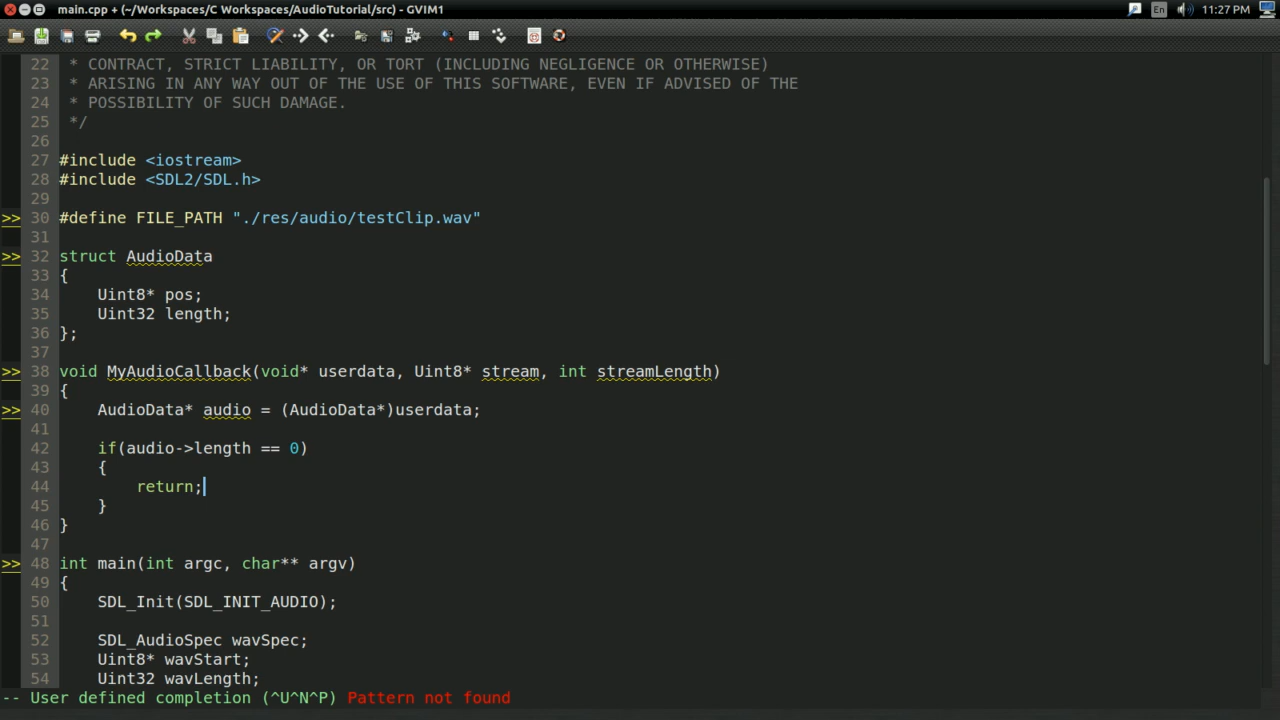 main.cpp + (~/Workspaces/C Workspaces/AudioTutorial/src) - GVIM1
En
11:27 PM
22 * CONTRACT, STRICT LIABILITY, OR TORT (INCLUDING NEGLIGENCE OR OTHERWISE)
23 * ARISING IN ANY WAY OUT OF THE USE OF THIS SOFTWARE, EVEN IF ADVISED OF THE
24 * POSSIBILITY OF SUCH DAMAGE.
25 */
26
27 #include <iostream>
28 #include <SDL2/SDL.h>
29
>> 30 #define FILE_PATH "./res/audio/testClip.wav"
31
>> 32 struct AudioData
33 {
34     Uint8* pos;
35     Uint32 length;
36 };
37
>> 38 void MyAudioCallback(void* userdata, Uint8* stream, int streamLength)
39 {
>> 40     AudioData* audio = (AudioData*)userdata;
41
42     if(audio->length == 0)
43     {
44         return;
45     }
46 }
47
>> 48 int main(int argc, char** argv)
49 {
50     SDL_Init(SDL_INIT_AUDIO);
51
52     SDL_AudioSpec wavSpec;
53     Uint8* wavStart;
54     Uint32 wavLength;
-- User defined completion (^U^N^P) Pattern not found